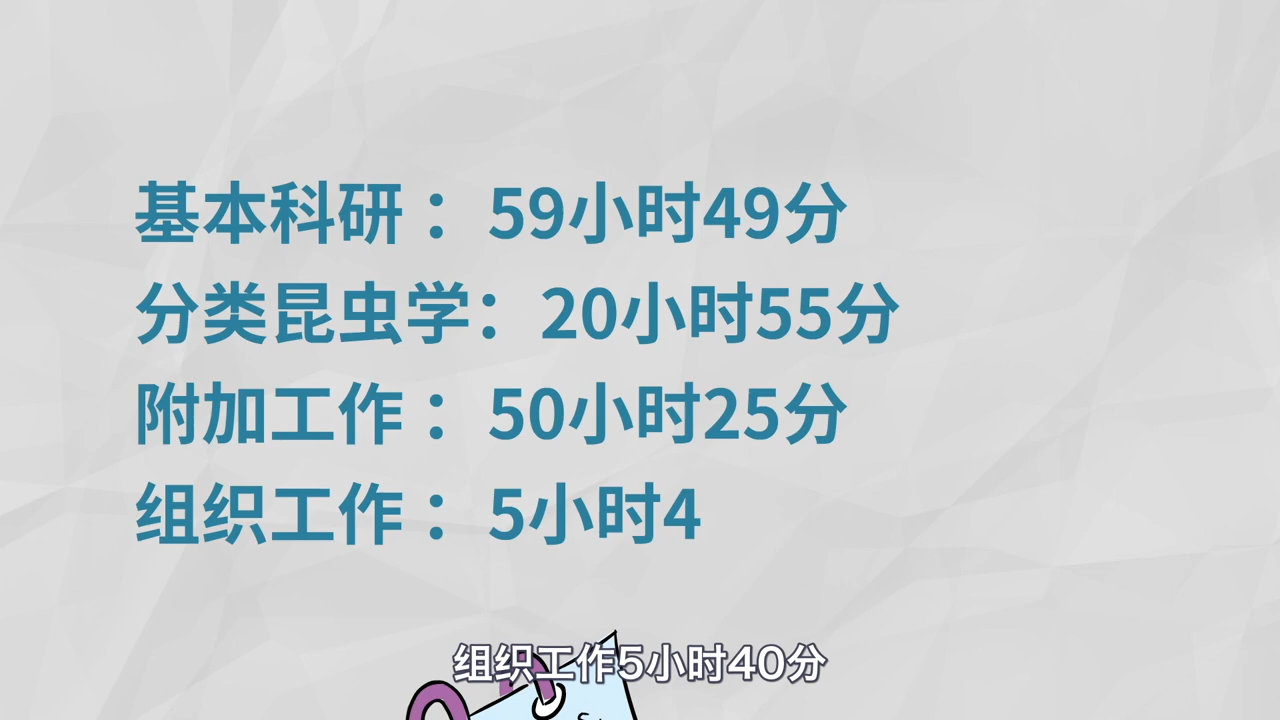 基本科研：59小时49分
分类昆虫学：20小时55分
附加工作：50小时25分
组织工作：5小时4
组织工作5小时40分